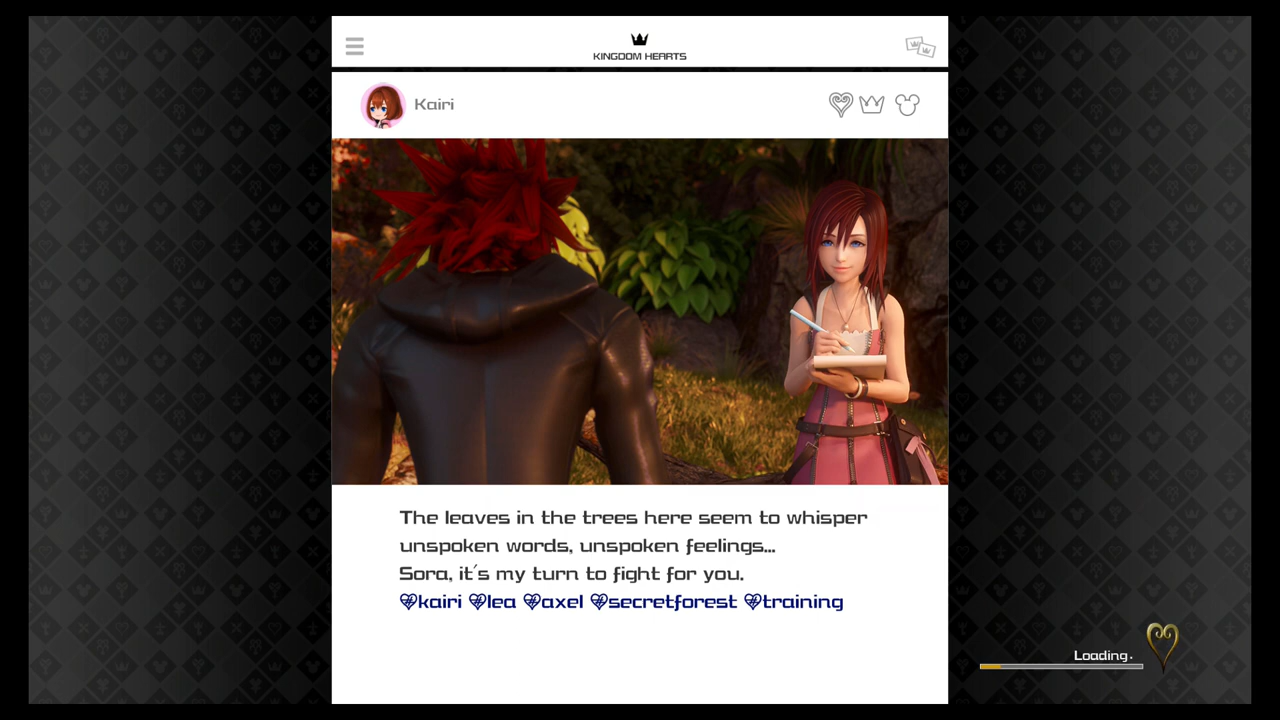 KINGDOM HEARTS
Kairi
The leaves in the trees here seem to whisper
unspoken words, unspoken feelings...
Sora, it's my turn to fight for you.
#kairi #lea #axel #secretforest #training
Loading.